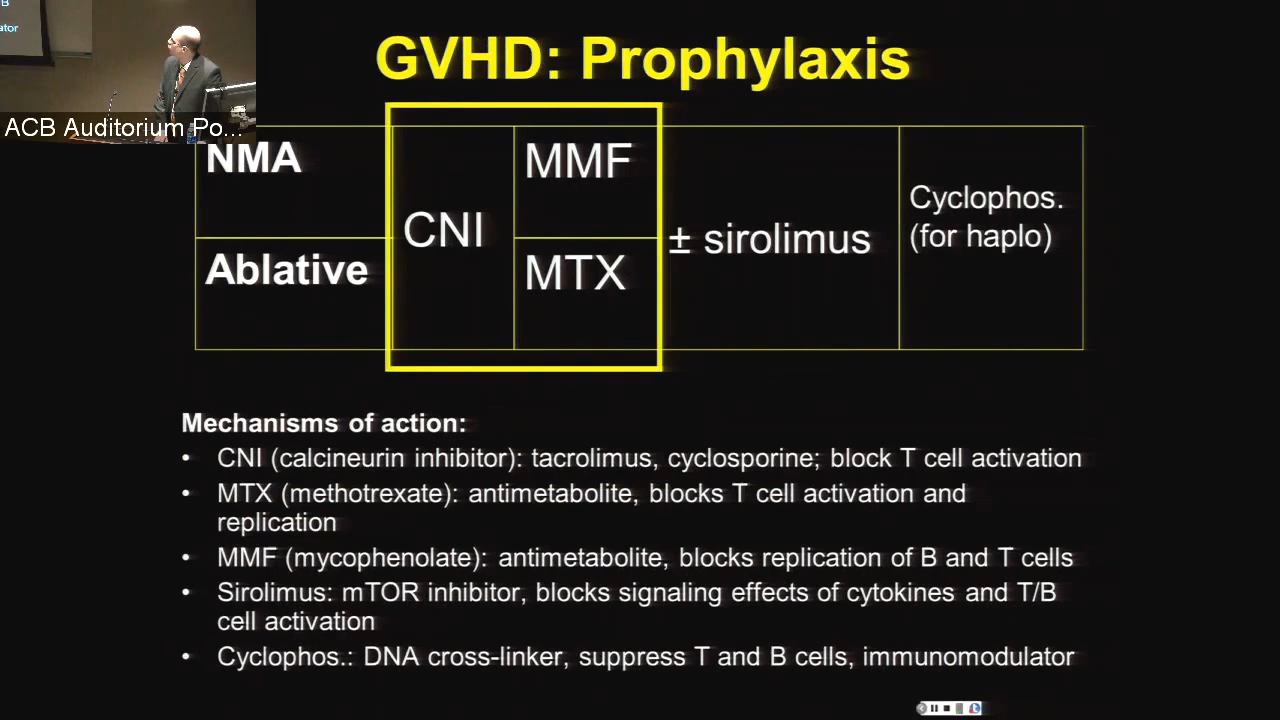 B
ator
ACB Auditorium Po...
GVHD: Prophylaxis
NMA
CNI
MMF
± sirolimus
Cyclophos.
(for haplo)
Ablative
MTX
Mechanisms of action:
• CNI (calcineurin inhibitor): tacrolimus, cyclosporine; block T cell activation
• MTX (methotrexate): antimetabolite, blocks T cell activation and
replication
• MMF (mycophenolate): antimetabolite, blocks replication of B and T cells
• Sirolimus: mTOR inhibitor, blocks signaling effects of cytokines and T/B
cell activation
• Cyclophos.: DNA cross-linker, suppress T and B cells, immunomodulator